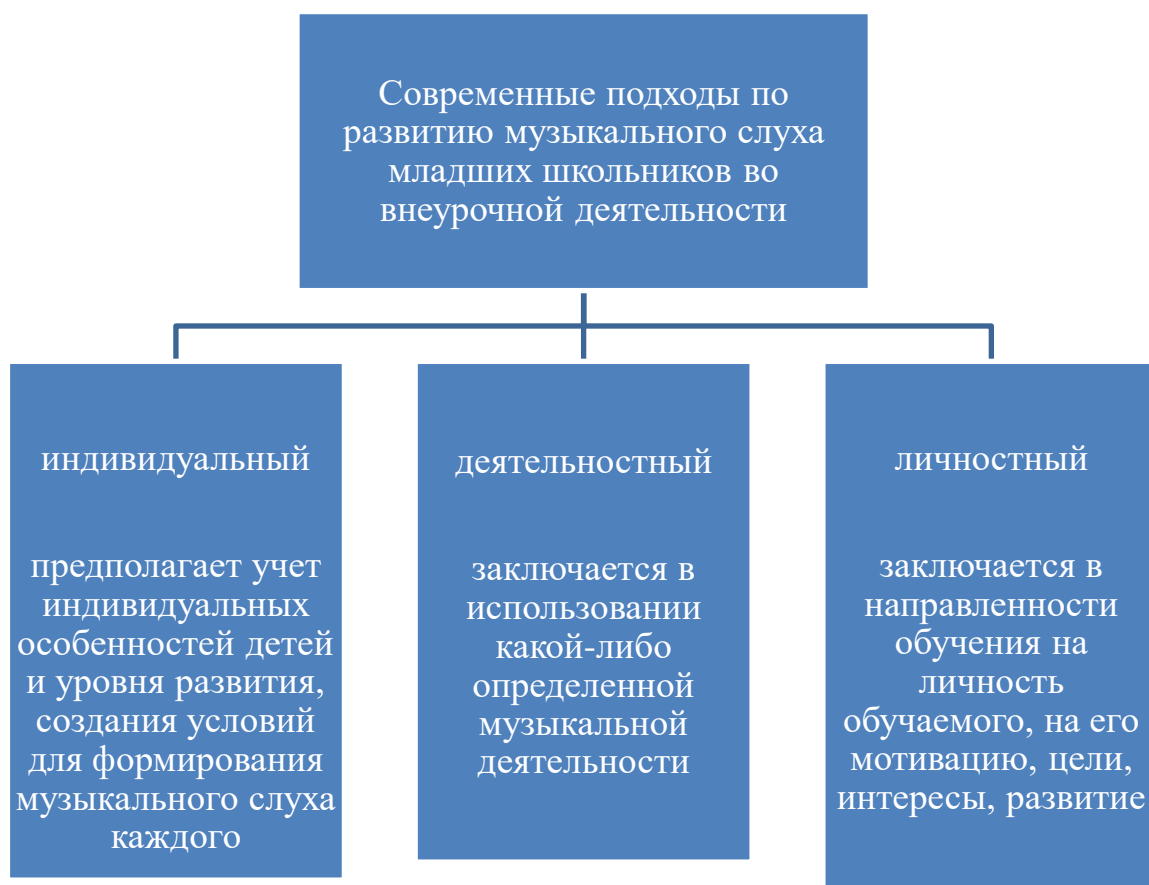 Современные подходы по
развитию музыкального слуха
младших школьников во
внеурочной деятельности
индивидуальный
предполагает учет
индивидуальных
особенностей детей
и уровня развития,
создания условий
для формирования
музыкального слуха
каждого
деятельностный
заключается в
использовании
какой-либо
определенной
музыкальной
деятельности
личностный
заключается в
направленности
обучения на
личность
обучаемого, на его
мотивацию, цели,
интересы, развитие